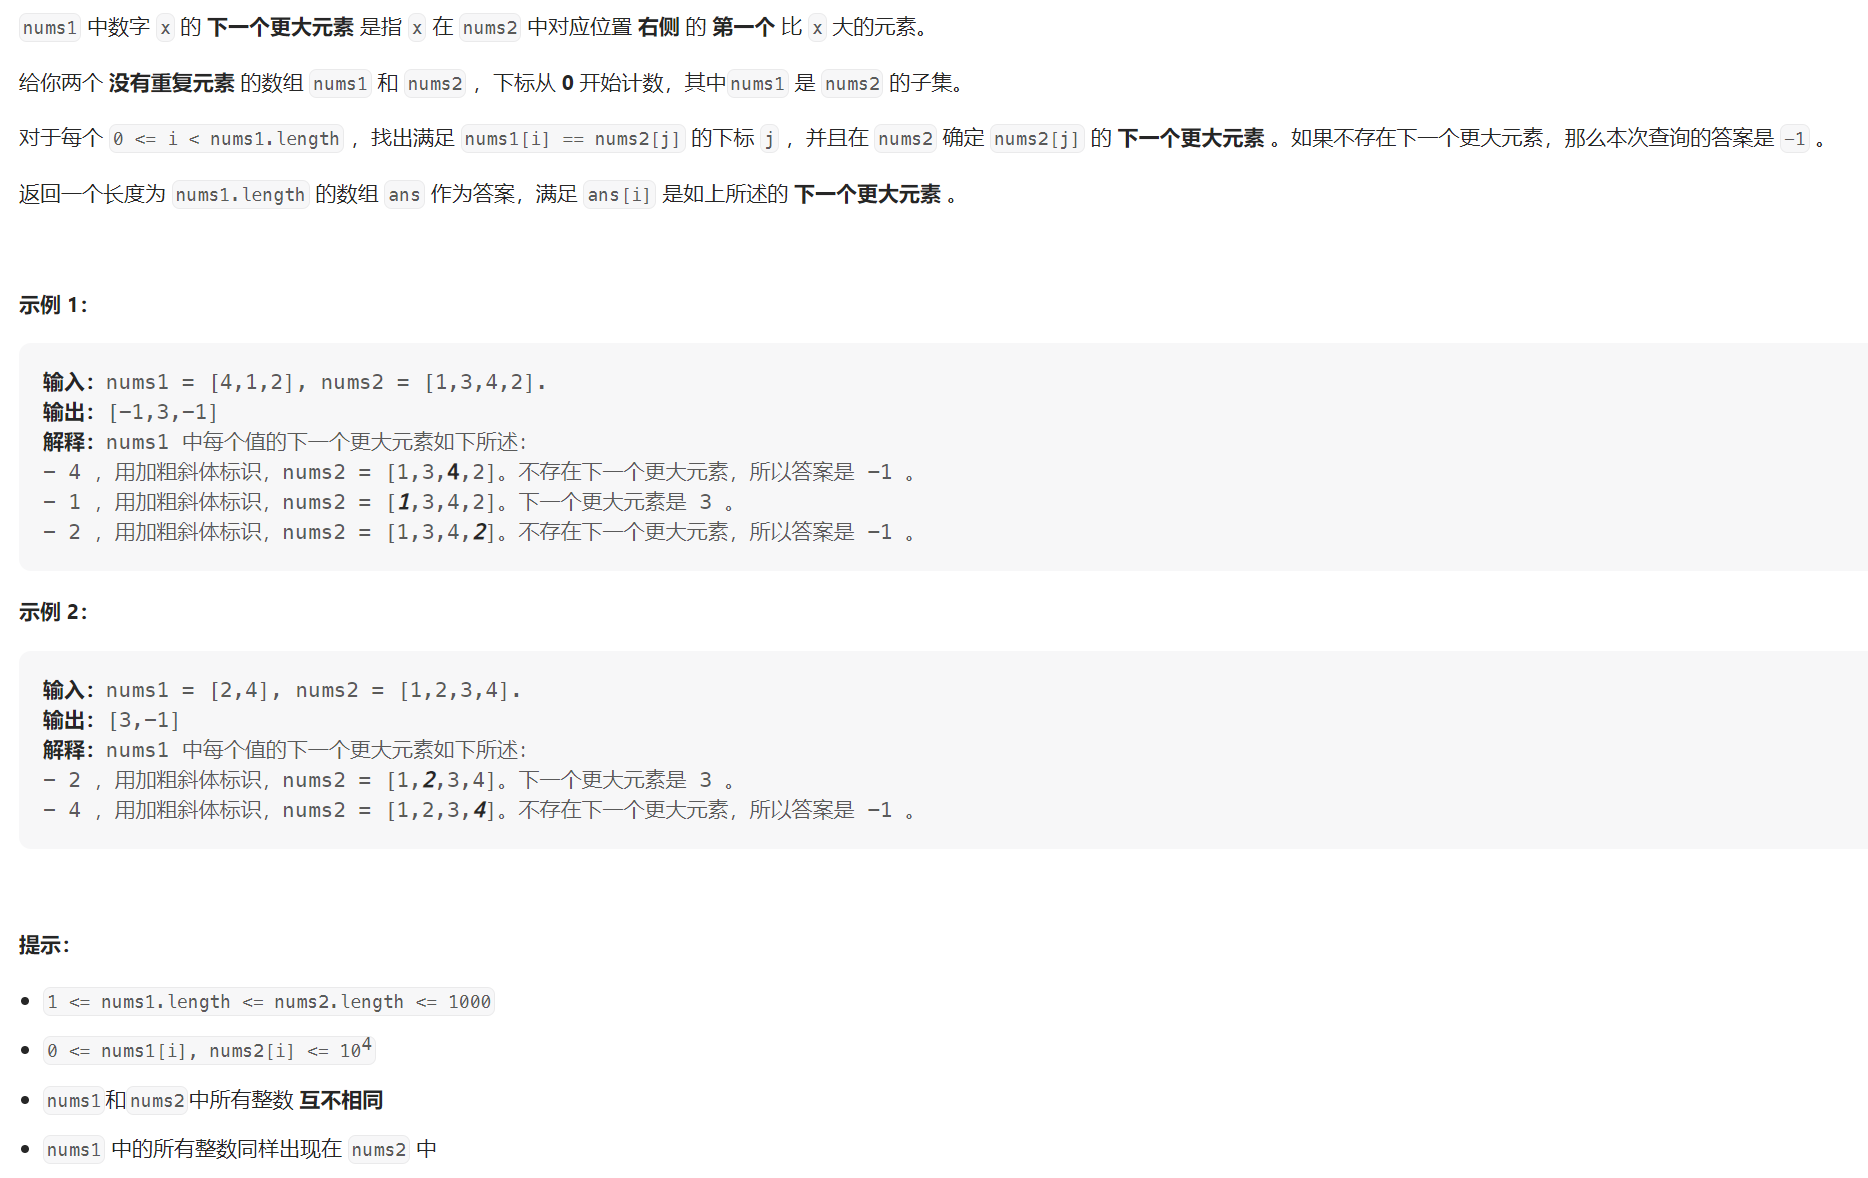 nums1 中数字 x 的 下一个更大元素 是指 x 在 nums2 中对应位置 右侧 的 第一个 比 x 大的元素。
给你两个 没有重复元素 的数组 nums1 和 nums2 ，下标从 0 开始计数，其中nums1 是 nums2 的子集。
对于每个 0 <= i < nums1.length ，找出满足 nums1[i] == nums2[j] 的下标 j ，并且在 nums2 确定 nums2[j] 的 下一个更大元素 。如果不存在下一个更大元素，那么本次查询的答案是 -1 。
返回一个长度为 nums1.length 的数组 ans 作为答案，满足 ans[i] 是如上所述的 下一个更大元素 。
示例 1：
输入：nums1 = [4,1,2], nums2 = [1,3,4,2].
输出：[-1,3,-1]
解释：nums1 中每个值的下一个更大元素如下所述：
- 4 ，用加粗斜体标识，nums2 = [1,3,4,2]。不存在下一个更大元素，所以答案是 -1 。
- 1 ，用加粗斜体标识，nums2 = [1,3,4,2]。下一个更大元素是 3 。
- 2 ，用加粗斜体标识，nums2 = [1,3,4,2]。不存在下一个更大元素，所以答案是 -1 。
示例 2：
输入：nums1 = [2,4], nums2 = [1,2,3,4].
输出：[3,-1]
解释：nums1 中每个值的下一个更大元素如下所述：
- 2 ，用加粗斜体标识，nums2 = [1,2,3,4]。下一个更大元素是 3 。
- 4 ，用加粗斜体标识，nums2 = [1,2,3,4]。不存在下一个更大元素，所以答案是 -1 。
提示：
• 1 <= nums1.length <= nums2.length <= 1000
• 0 <= nums1[i], nums2[i] <= 10⁴
• nums1和nums2中所有整数 互不相同
• nums1 中的所有整数同样出现在 nums2 中